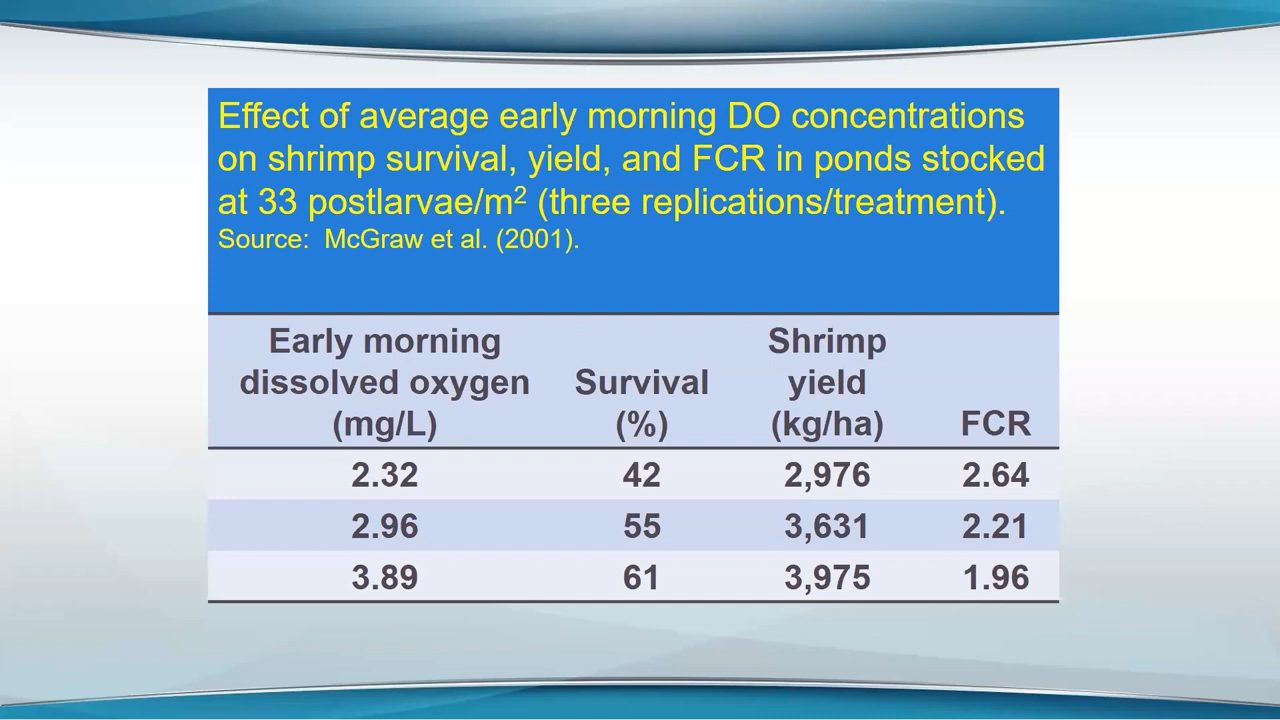 Effect of average early morning DO concentrations
on shrimp survival, yield, and FCR in ponds stocked
at 33 postlarvae/m² (three replications/treatment).
Source: McGraw et al. (2001).
Early morning dissolved oxygen (mg/L) Survival (%) Shrimp yield (kg/ha) FCR
2.32 42 2,976 2.64
2.96 55 3,631 2.21
3.89 61 3,975 1.96